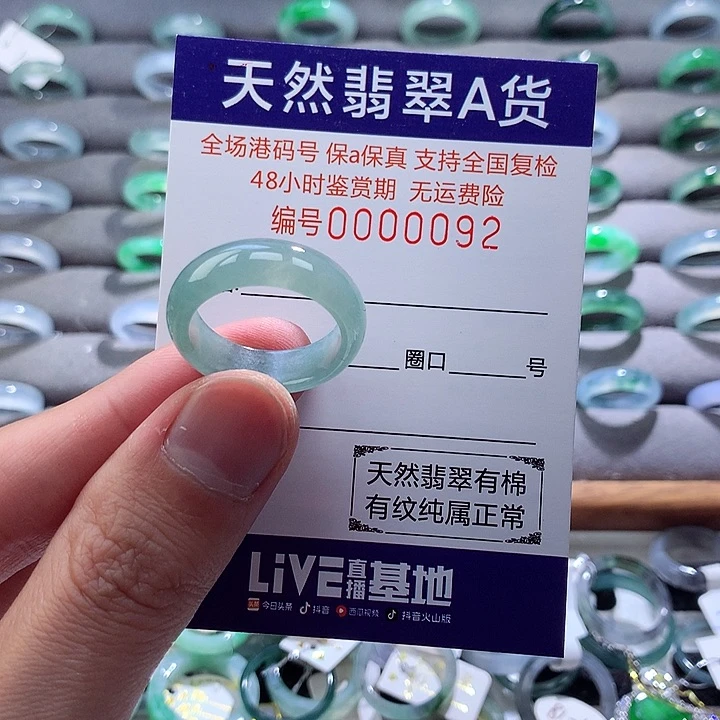 天然翡翠A货
全场港码号 保a保真 支持全国复检
48小时鉴赏期 无运费险
编号0000092
圈口 号
天然翡翠有棉
有纹纯属正常
LiVE直播基地
头条 今日头条 抖音 西瓜视频 抖音火山版